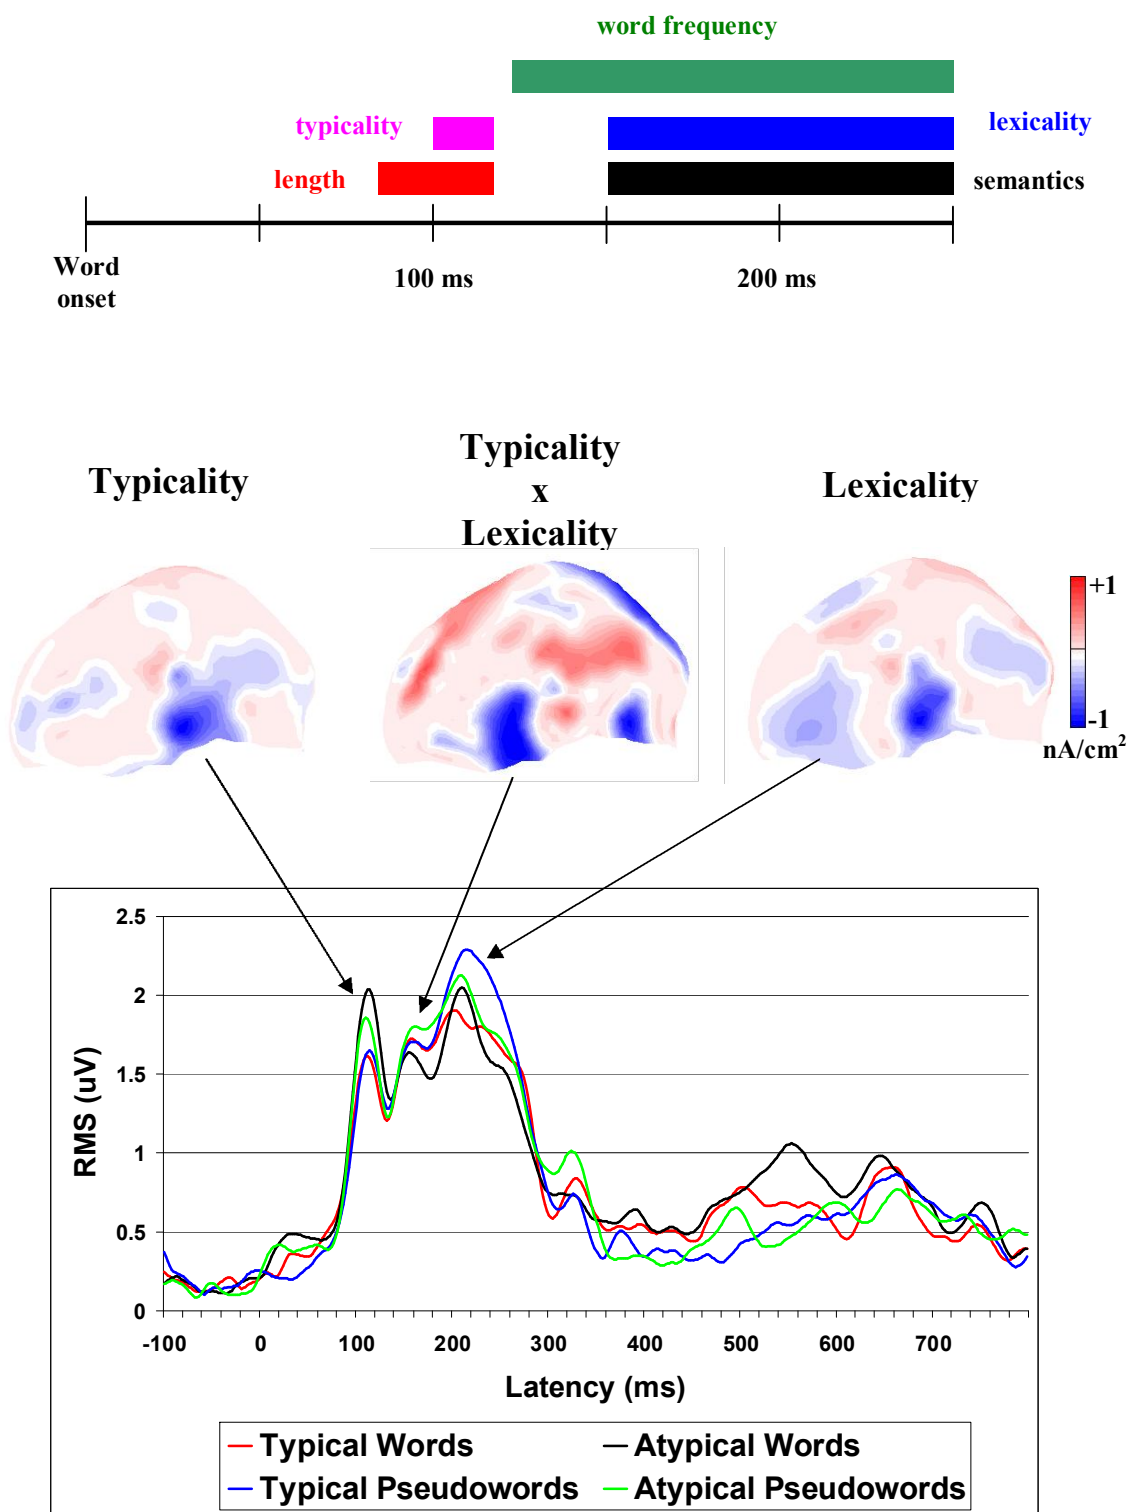 word frequency
typicality
lexicality
length
semantics
Word
onset
100 ms
200 ms
Typicality
Typicality
x
Lexicality
Lexicality
+1
-1
nA/cm²
2.5
2
1.5
1
0.5
0
RMS (uV)
-100 0 100 200 300 400 500 600 700
Latency (ms)
Typical Words
Atypical Words
Typical Pseudowords
Atypical Pseudowords